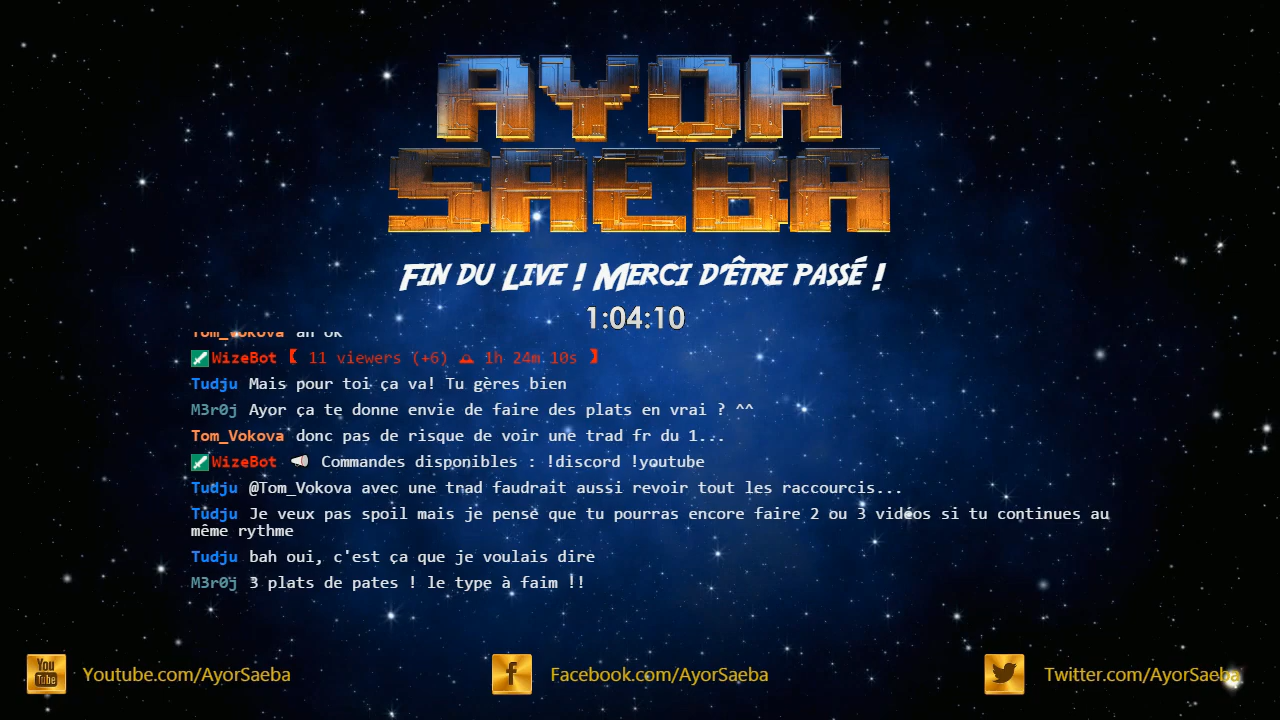 AYOR
SAEBA
Fin du Live ! Merci d'être passé !
1:04:10
Tom_Vokova ah ok
WizeBot 【 11 viewers (+6) 1h 24m 10s 】
Tudju Mais pour toi ça va! Tu gères bien
M3r0j Ayor ça te donne envie de faire des plats en vrai ? ^^
Tom_Vokova donc pas de risque de voir une trad fr du 1...
WizeBot Commandes disponibles : !discord !youtube
Tudju @Tom_Vokova avec une trad faudrait aussi revoir tout les raccourcis...
Tudju Je veux pas spoil mais je pense que tu pourras encore faire 2 ou 3 vidéos si tu continues au
même rythme
Tudju bah oui, c'est ça que je voulais dire
M3r0j 3 plats de pates ! le type à faim !!
You
Tube
Youtube.com/AyorSaeba
f
Facebook.com/AyorSaeba
Twitter.com/AyorSaeba